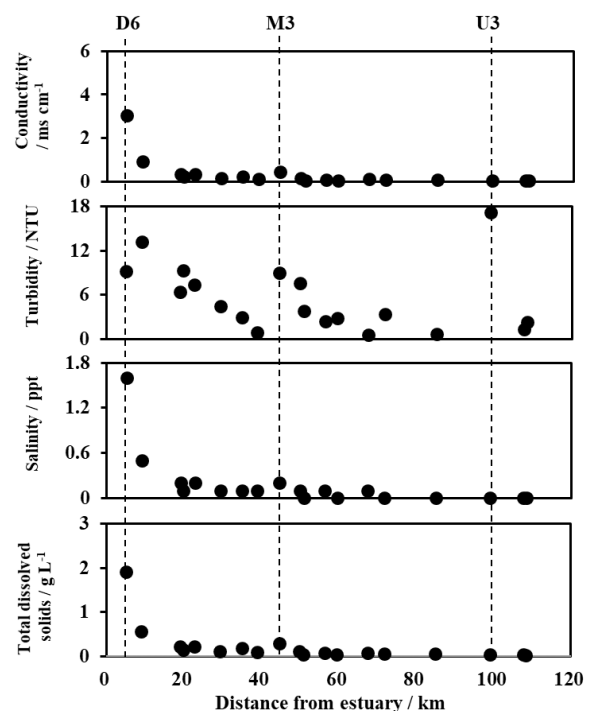 D6 M3 U3
6
4
2
0
Conductivity
/ ms cm⁻¹
18
12
6
0
Turbidity / NTU
1.8
1.2
0.6
0
Salinity / ppt
3
2
1
0
Total dissolved
solids / g L⁻¹
0 20 40 60 80 100 120
Distance from estuary / km